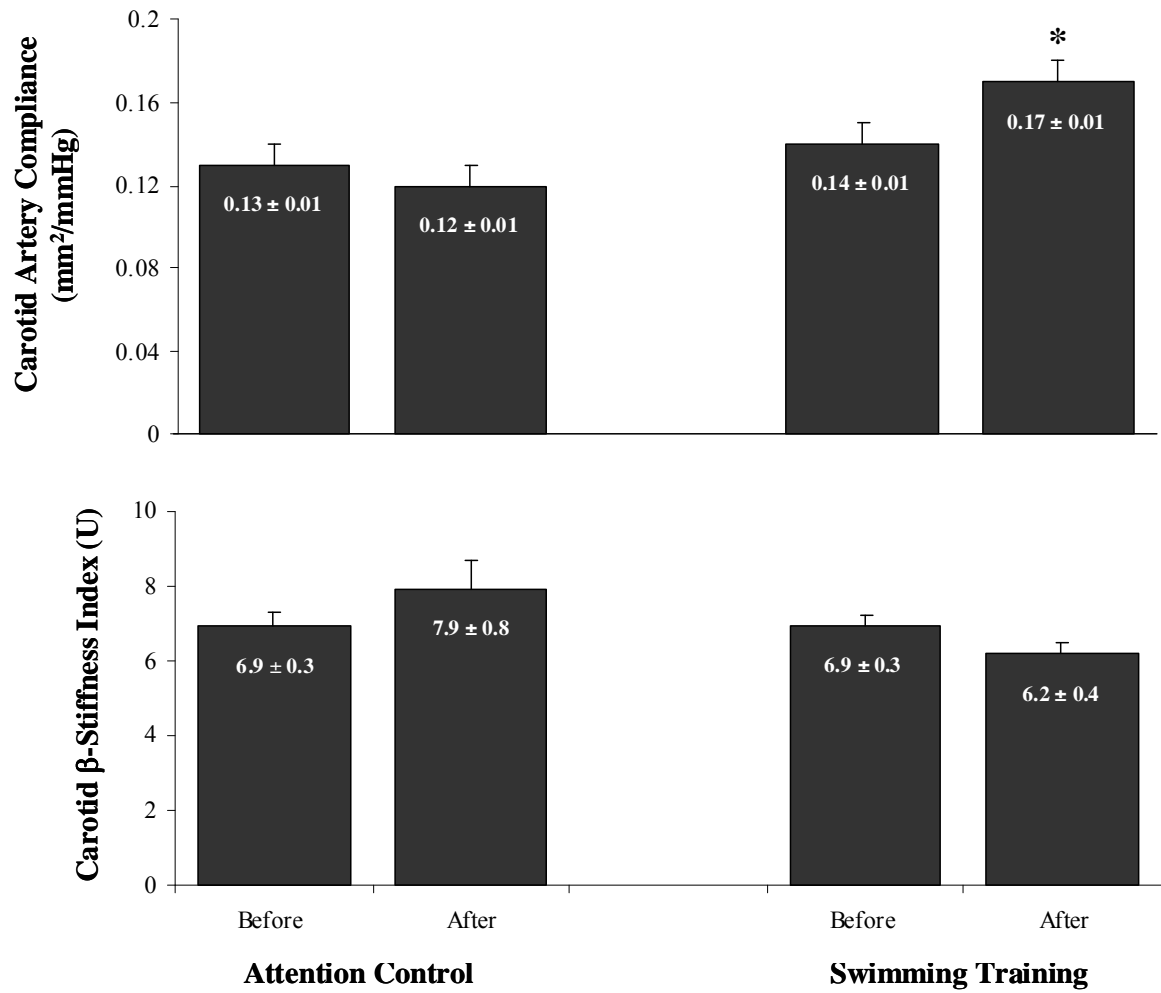 Carotid Artery Compliance
(mm²/mmHg)
0.2
0.16
0.12
0.08
0.04
0
0.13 ± 0.01
0.12 ± 0.01
0.14 ± 0.01
*
0.17 ± 0.01
Carotid β-Stiffness Index (U)
10
8
6
4
2
0
6.9 ± 0.3
7.9 ± 0.8
6.9 ± 0.3
6.2 ± 0.4
Before
After
Before
After
Attention Control
Swimming Training